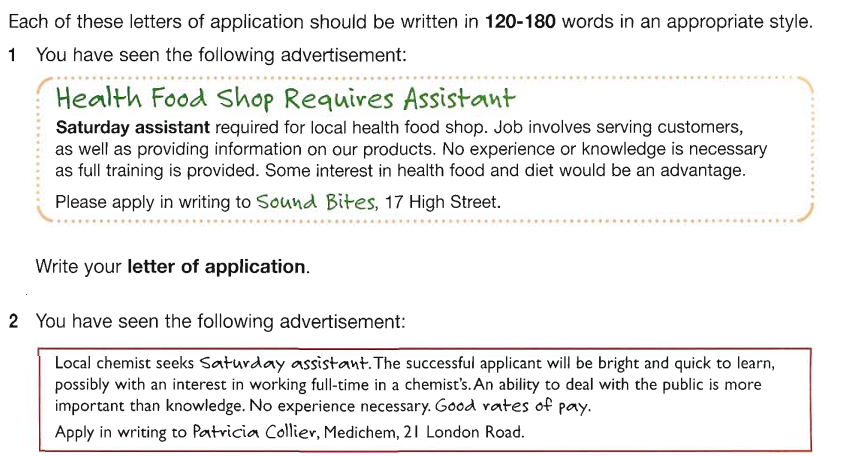 Each of these letters of application should be written in 120-180 words in an appropriate style.
1 You have seen the following advertisement:
Health Food Shop Requires Assistant
Saturday assistant required for local health food shop. Job involves serving customers,
as well as providing information on our products. No experience or knowledge is necessary
as full training is provided. Some interest in health food and diet would be an advantage.
Please apply in writing to Sound Bites, 17 High Street.
Write your letter of application.
2 You have seen the following advertisement:
Local chemist seeks Saturday assistant. The successful applicant will be bright and quick to learn,
possibly with an interest in working full-time in a chemist's. An ability to deal with the public is more
important than knowledge. No experience necessary. Good rates of pay.
Apply in writing to Patricia Collier, Medichem, 21 London Road.